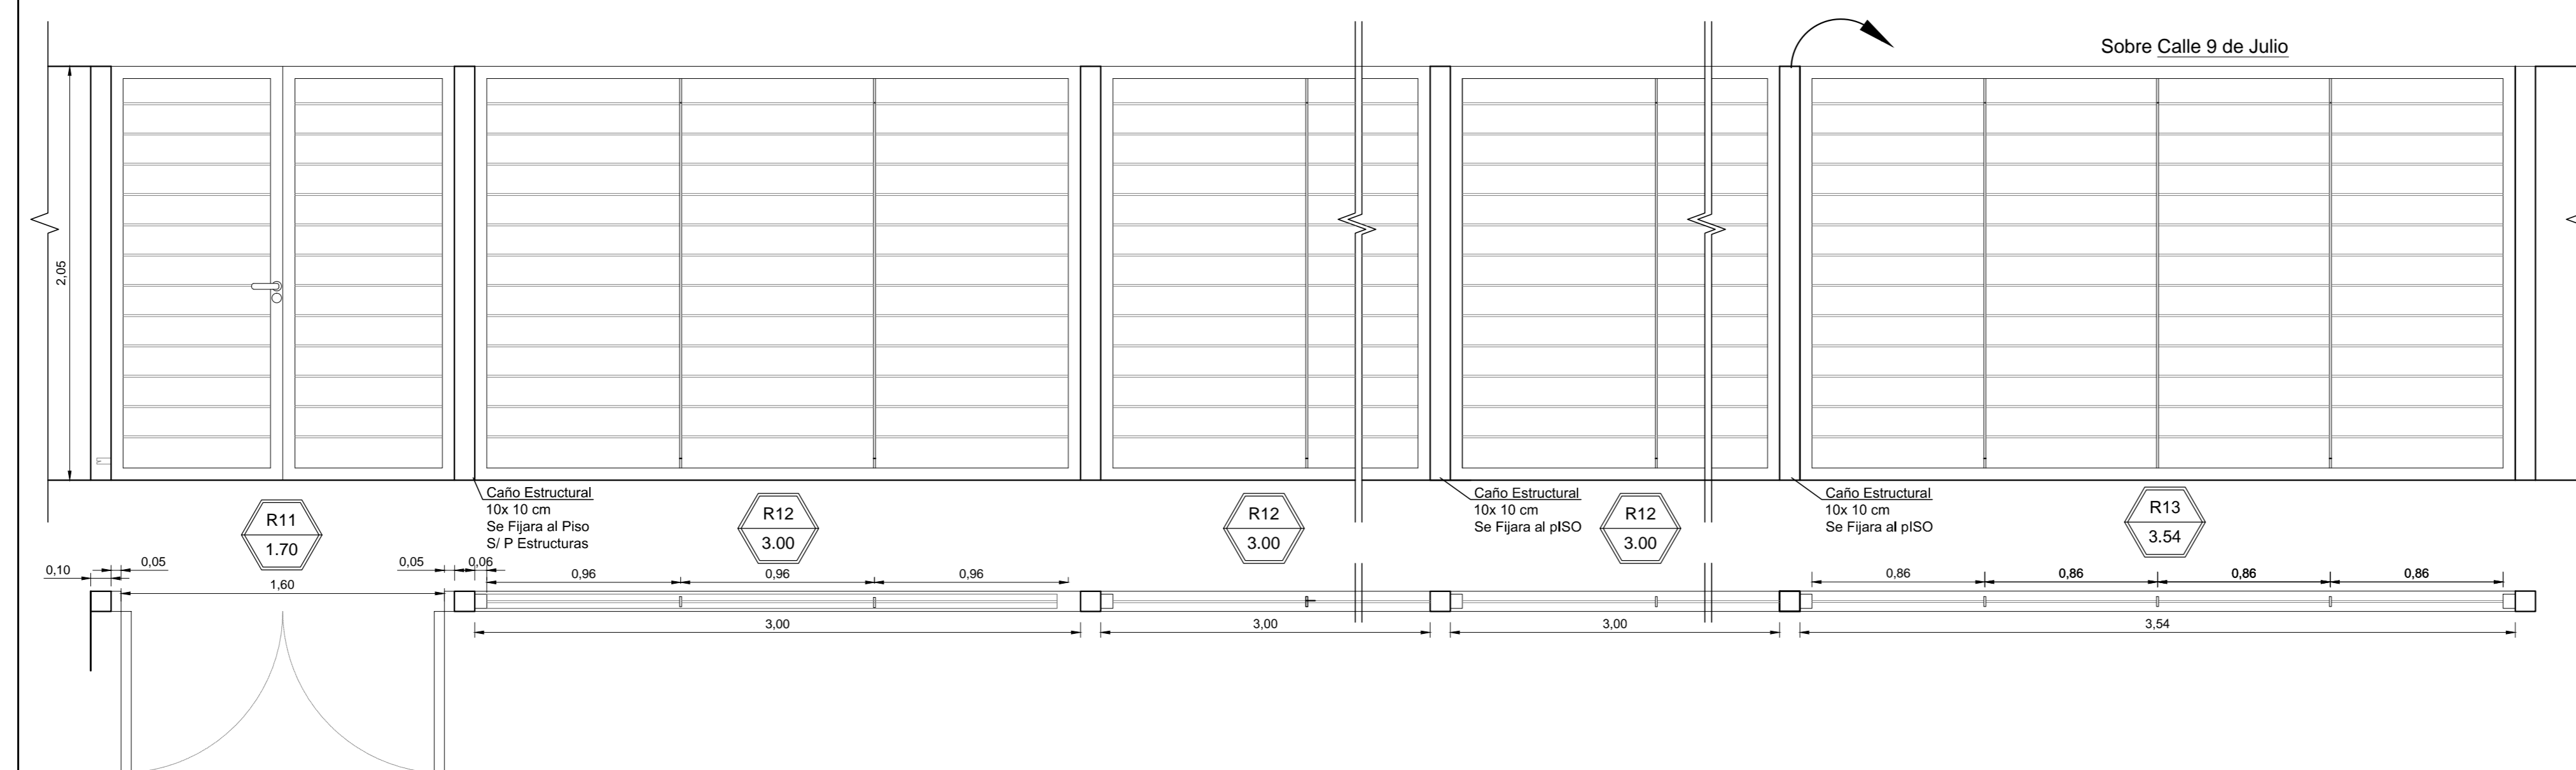 Sobre Calle 9 de Julio
2,05
Caño Estructural
10x 10 cm
Se Fijara al Piso
S/ P Estructuras
Caño Estructural
10x 10 cm
Se Fijara al pISO
Caño Estructural
10x 10 cm
Se Fijara al pISO
R11
1.70
R12
3.00
R12
3.00
R12
3.00
R13
3.54
0,10
0,05
1,60
0,05
0,06
0,96
0,96
0,96
0,86
0,86
0,86
0,86
3,00
3,00
3,00
3,54